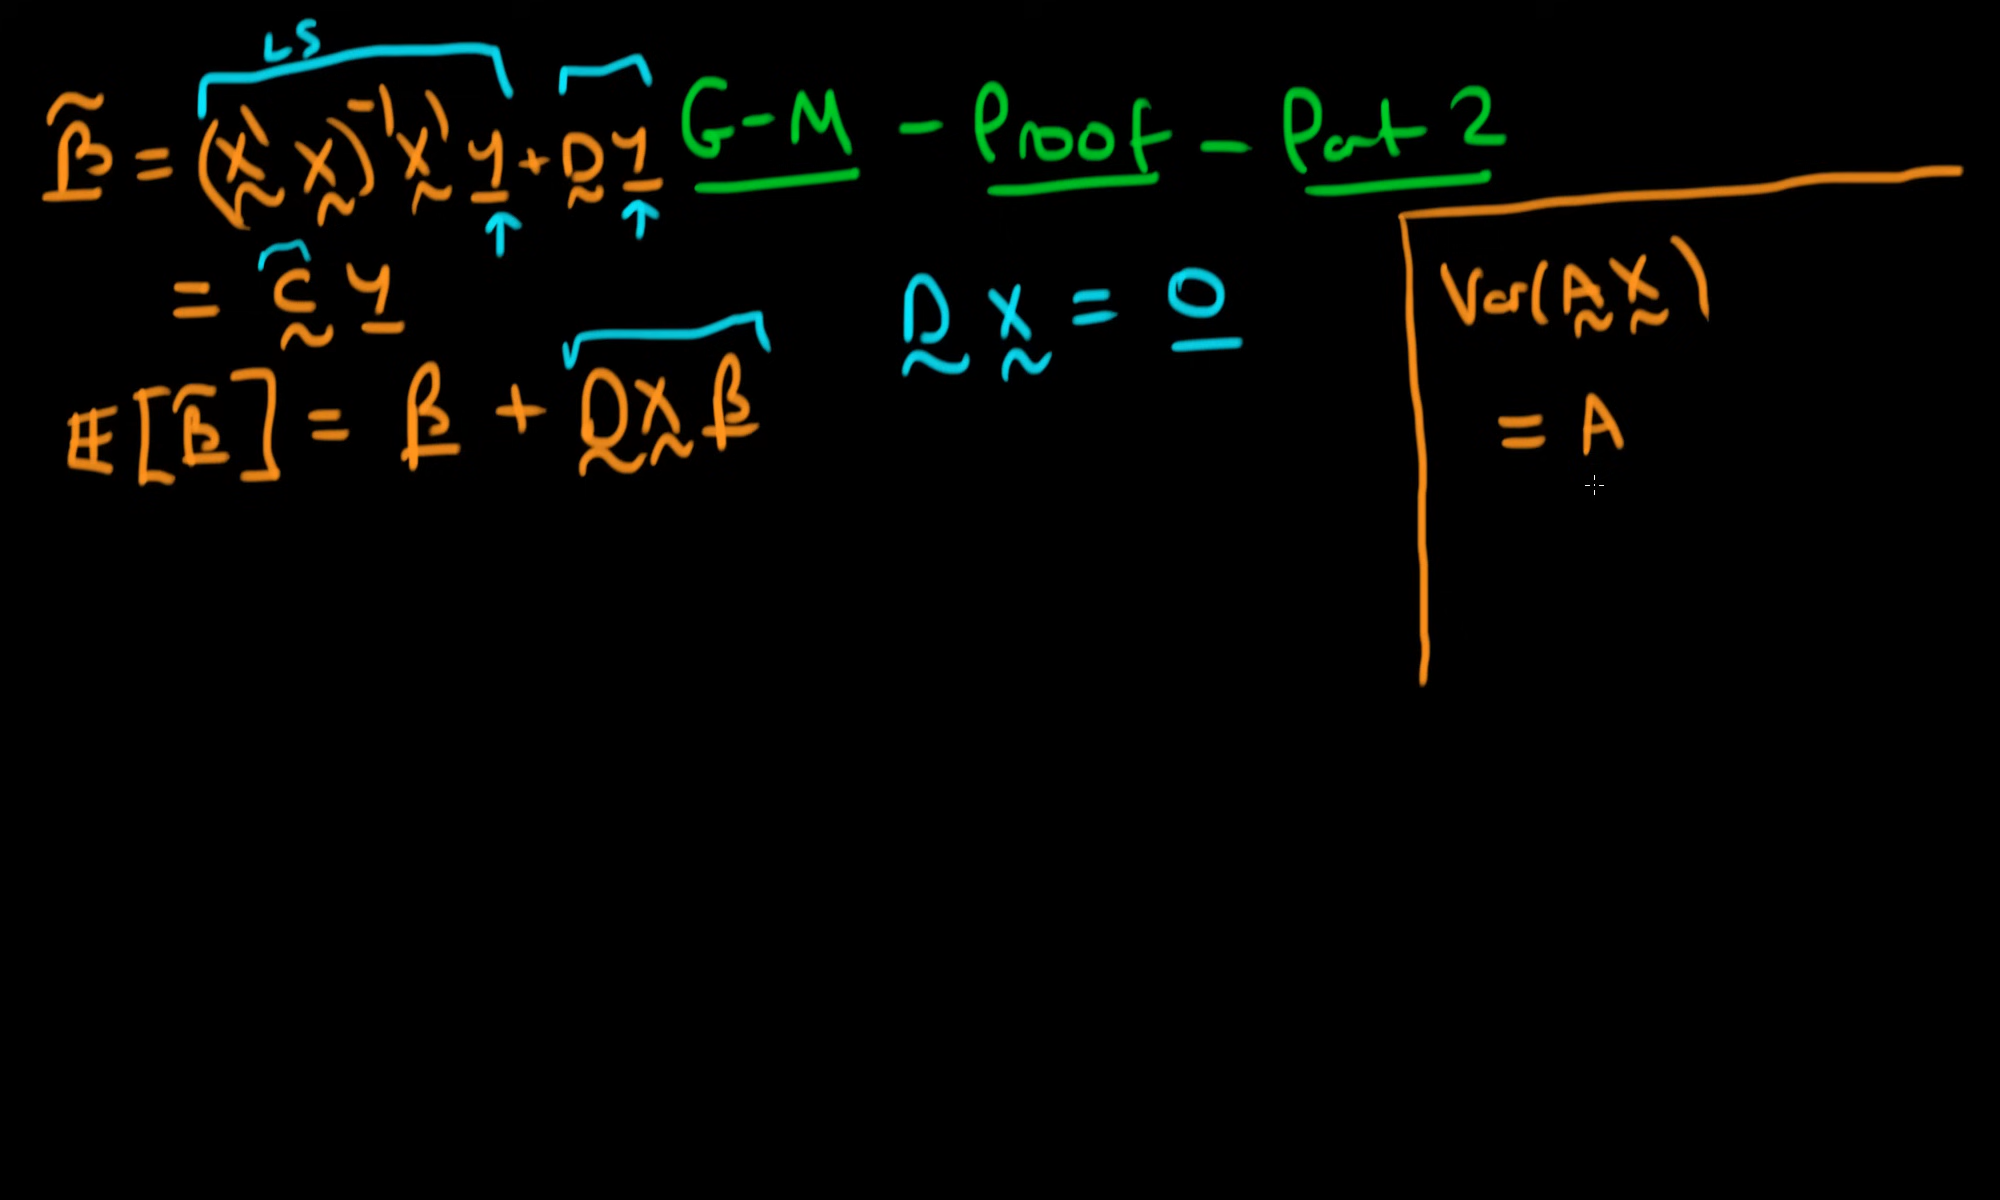 LS
β̃ = (X'X)⁻¹X'y + Dy
G-M - Proof - Part 2
= Cy
DX = 0
Var(AX)
= A
E[β̃] = β + DXβ